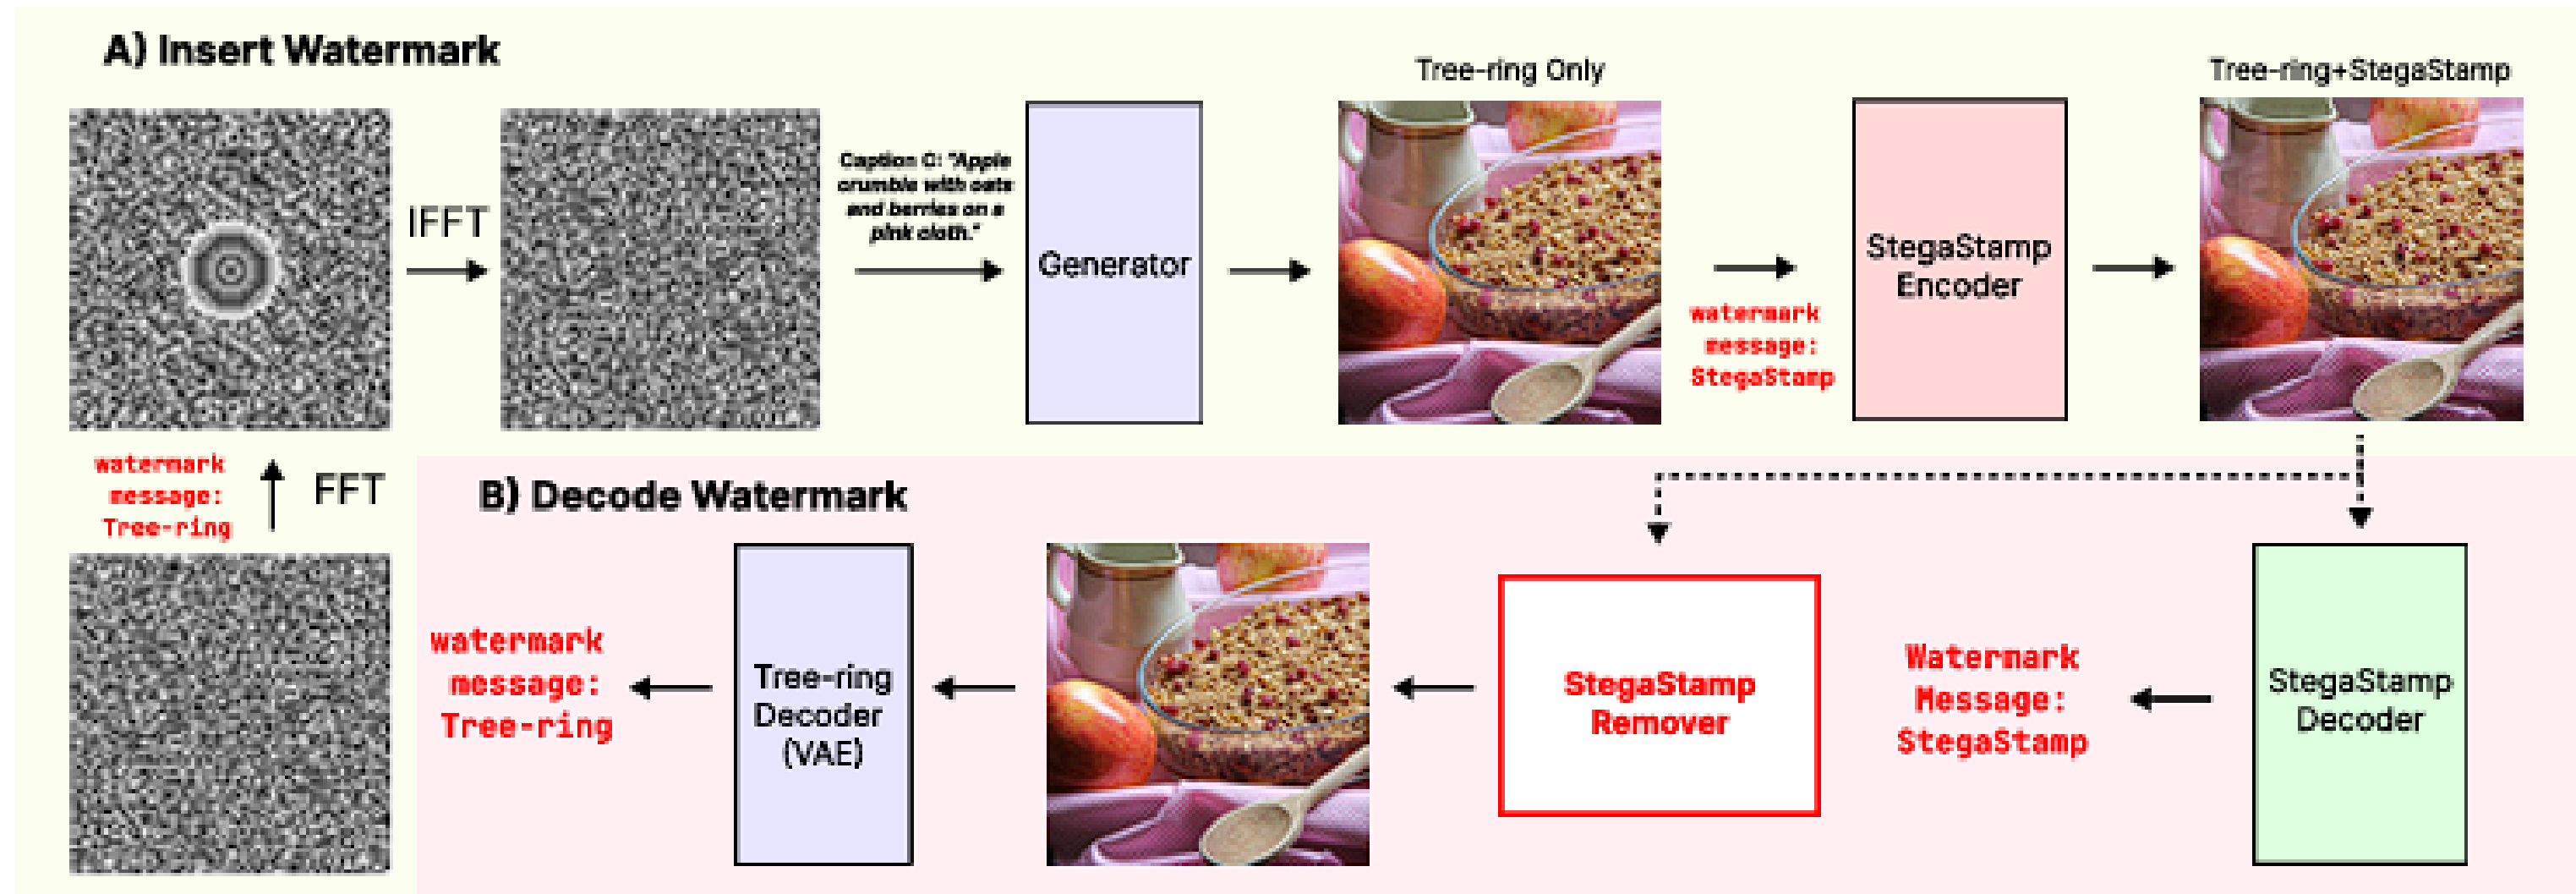 A) Insert Watermark
Tree-ring Only
Tree-ring+StegaStamp
IFFT
Caption C: "Apple
crumble with oats
and berries on a
pink cloth."
Generator
watermark
message:
StegaStamp
StegaStamp
Encoder
watermark
message:
Tree-ring
FFT
B) Decode Watermark
watermark
message:
Tree-ring
Tree-ring
Decoder
(VAE)
StegaStamp
Remover
Watermark
Message:
StegaStamp
StegaStamp
Decoder